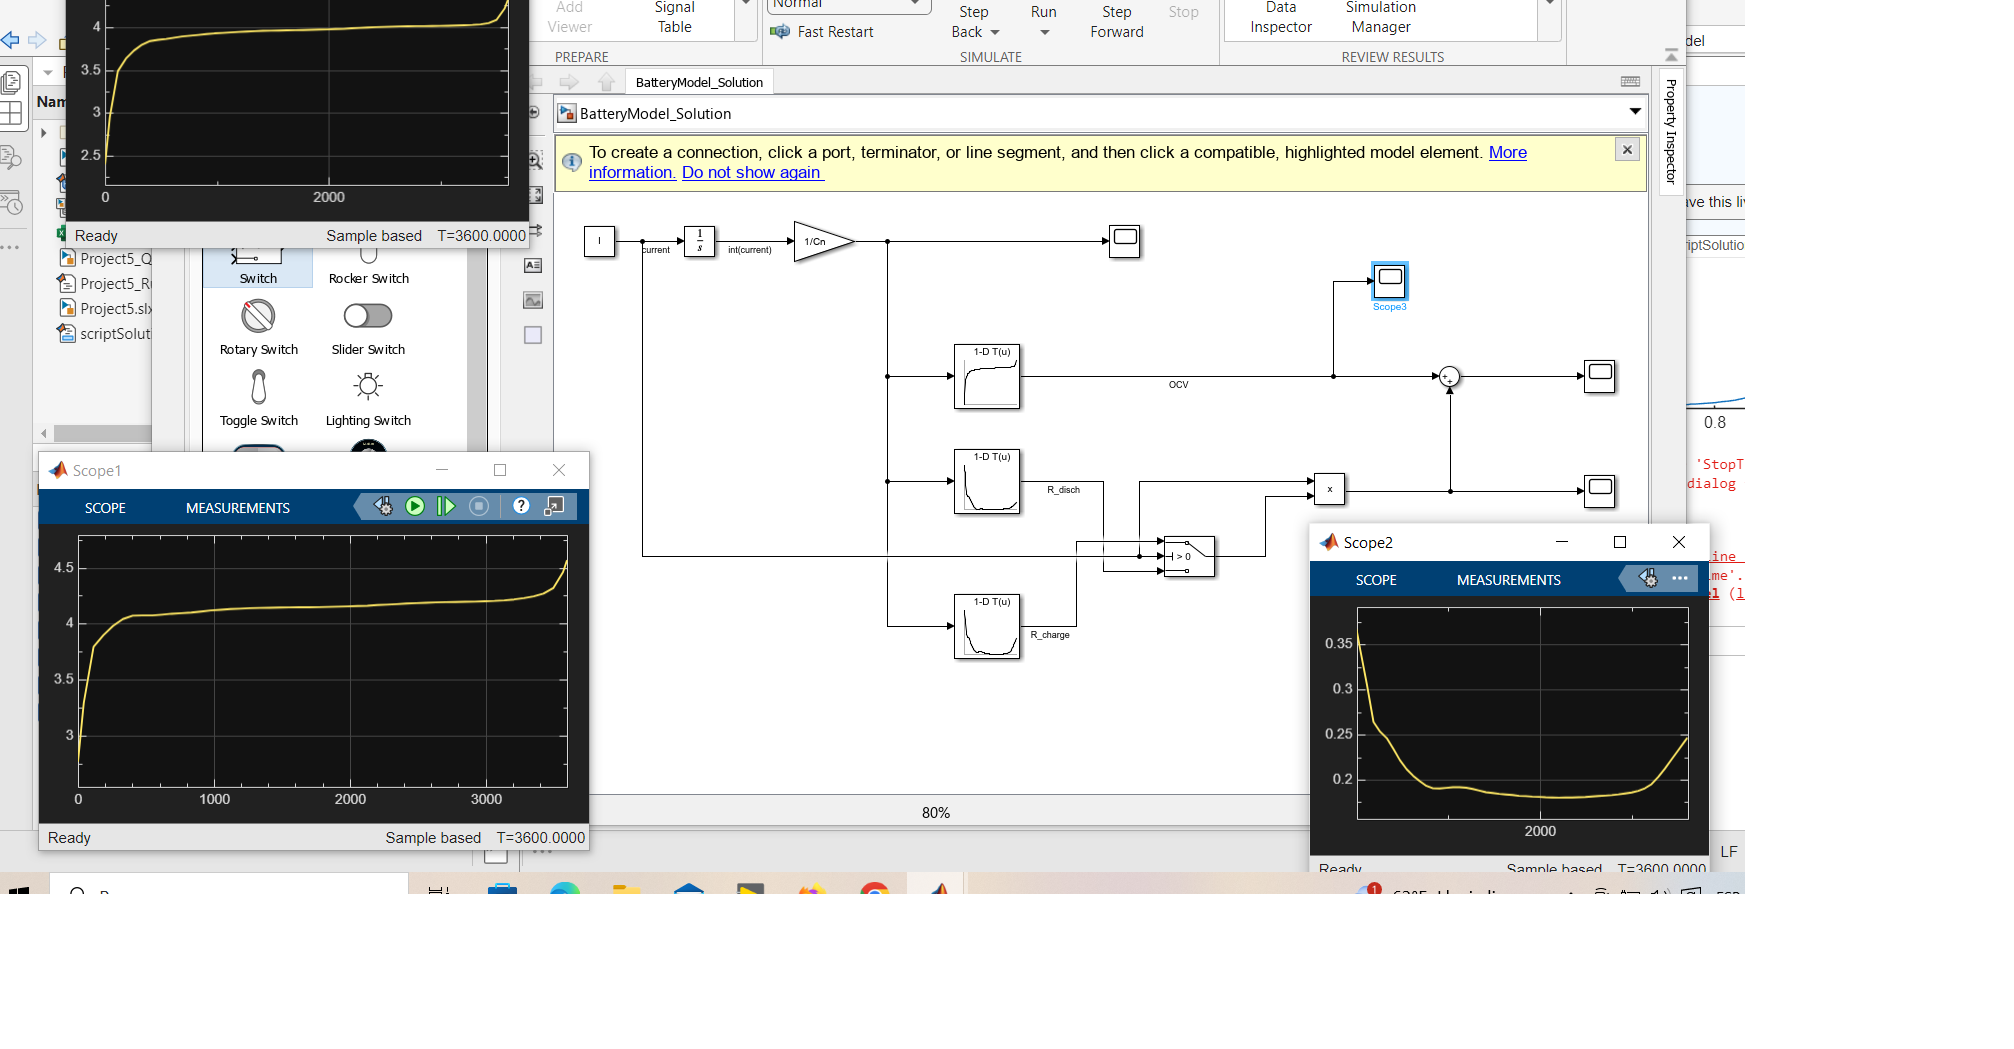 Add
Viewer
Signal
Table
Normal
Fast Restart
Step
Back
Run
Step
Forward
Stop
Data
Inspector
Simulation
Manager
PREPARE
SIMULATE
REVIEW RESULTS
4
3.5
3
2.5
0
2000
Ready
Sample based
T=3600.0000
BatteryModel_Solution
BatteryModel_Solution
To create a connection, click a port, terminator, or line segment, and then click a compatible, highlighted model element. More
information. Do not show again
Property Inspector
Nam
Project5_Q
Project5_R
Project5.slx
scriptSolut
Switch
Rocker Switch
Rotary Switch
Slider Switch
Toggle Switch
Lighting Switch
I
current
1
s
int(current)
1/Cn
Scope3
1-D T(u)
OCV
+
+
1-D T(u)
R_disch
> 0
x
1-D T(u)
R_charge
80%
Scope1
SCOPE
MEASUREMENTS
4.5
4
3.5
3
0
1000
2000
3000
Ready
Sample based
T=3600.0000
Scope2
SCOPE
MEASUREMENTS
0.35
0.3
0.25
0.2
2000
Ready
Sample based
T=3600.0000
del
ave this li
riptSolutio
0.8
'StopT
dialog
ine
me'.
el (l
LF
1